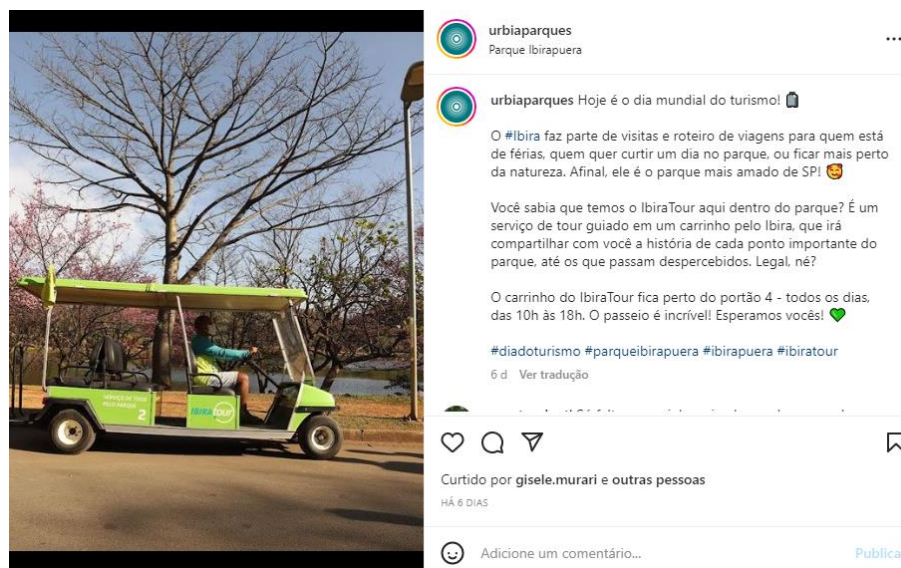 urbiaparques
Parque Ibirapuera
urbiaparques Hoje é o dia mundial do turismo! 🧳
O #Ibira faz parte de visitas e roteiro de viagens para quem está
de férias, quem quer curtir um dia no parque, ou ficar mais perto
da natureza. Afinal, ele é o parque mais amado de SP! 🥰
Você sabia que temos o IbiraTour aqui dentro do parque? É um
serviço de tour guiado em um carrinho pelo Ibira, que irá
compartilhar com você a história de cada ponto importante do
parque, até os que passam despercebidos. Legal, né?
O carrinho do IbiraTour fica perto do portão 4 - todos os dias,
das 10h às 18h. O passeio é incrível! Esperamos vocês! 💚
#diadoturismo #parqueibirapuera #ibirapuera #ibiratour
6 d Ver tradução
Curtido por gisele.murari e outras pessoas
HÁ 6 DIAS
Adicione um comentário...
Publica
SERVIÇO DE TOUR
PELO PARQUE
2
IBIRATOUR